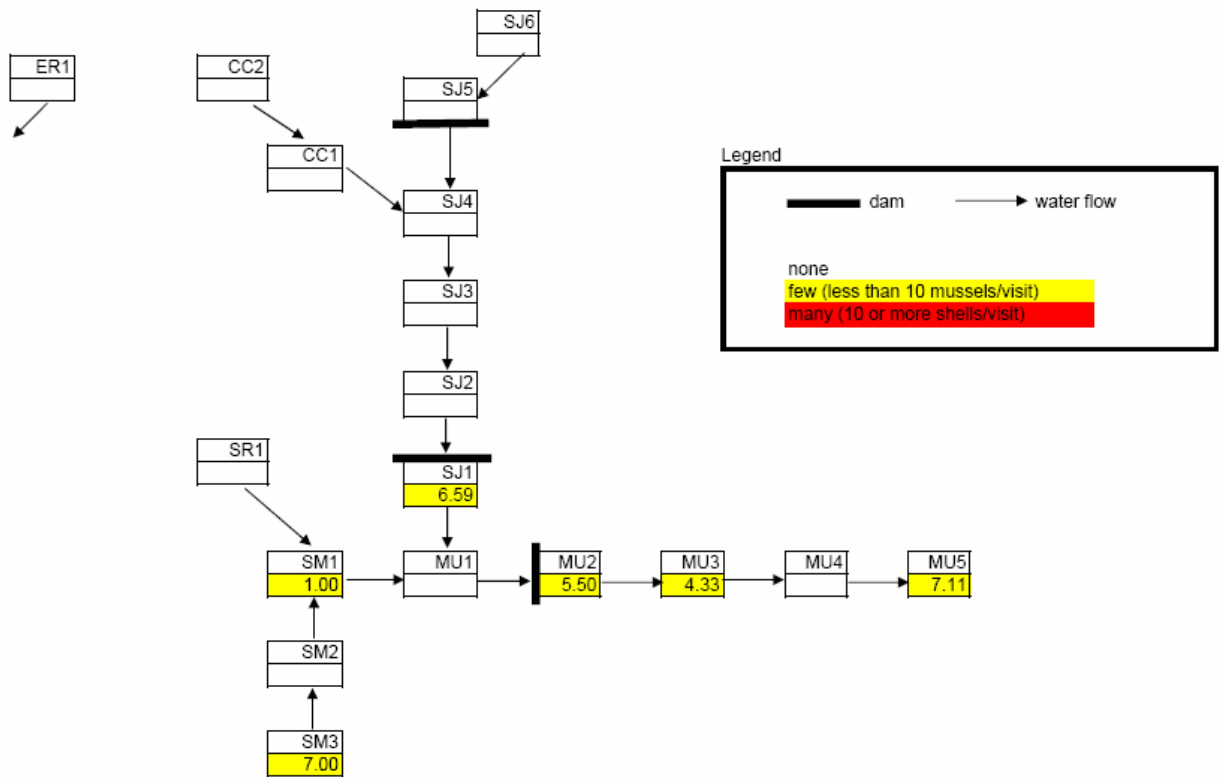 SJ6
ER1
CC2
SJ5
CC1
Legend
SJ4
dam
water flow
none
few (less than 10 mussels/visit)
many (10 or more shells/visit)
SJ3
SJ2
SR1
SJ1
6.59
SM1
1.00
MU1
MU2
5.50
MU3
4.33
MU4
MU5
7.11
SM2
SM3
7.00